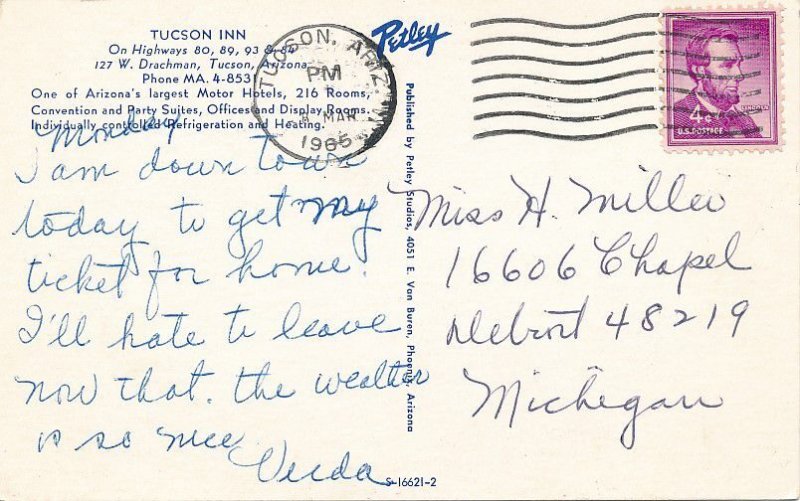 TUCSON INN
On Highways 80, 89, 93 & 84
127 W. Drachman, Tucson, Arizona
Phone MA. 4-8531
One of Arizona's largest Motor Hotels, 216 Rooms,
Convention and Party Suites, Offices and Display Rooms.
Individually controlled Refrigeration and Heating.
Monday
I am down town
today to get my
ticket for home.
I'll hate to leave
now that. the weather
is so nice
Verda
Petley
Published by Petley Studios, 4051 E. Van Buren, Phoenix, Arizona
S-16621-2
TUCSON, ARIZ.
PM
MAR
1965
LINCOLN
4¢
U.S. POSTAGE
Miss H. Miller
16606 Chapel
Detroit 48219
Michegan